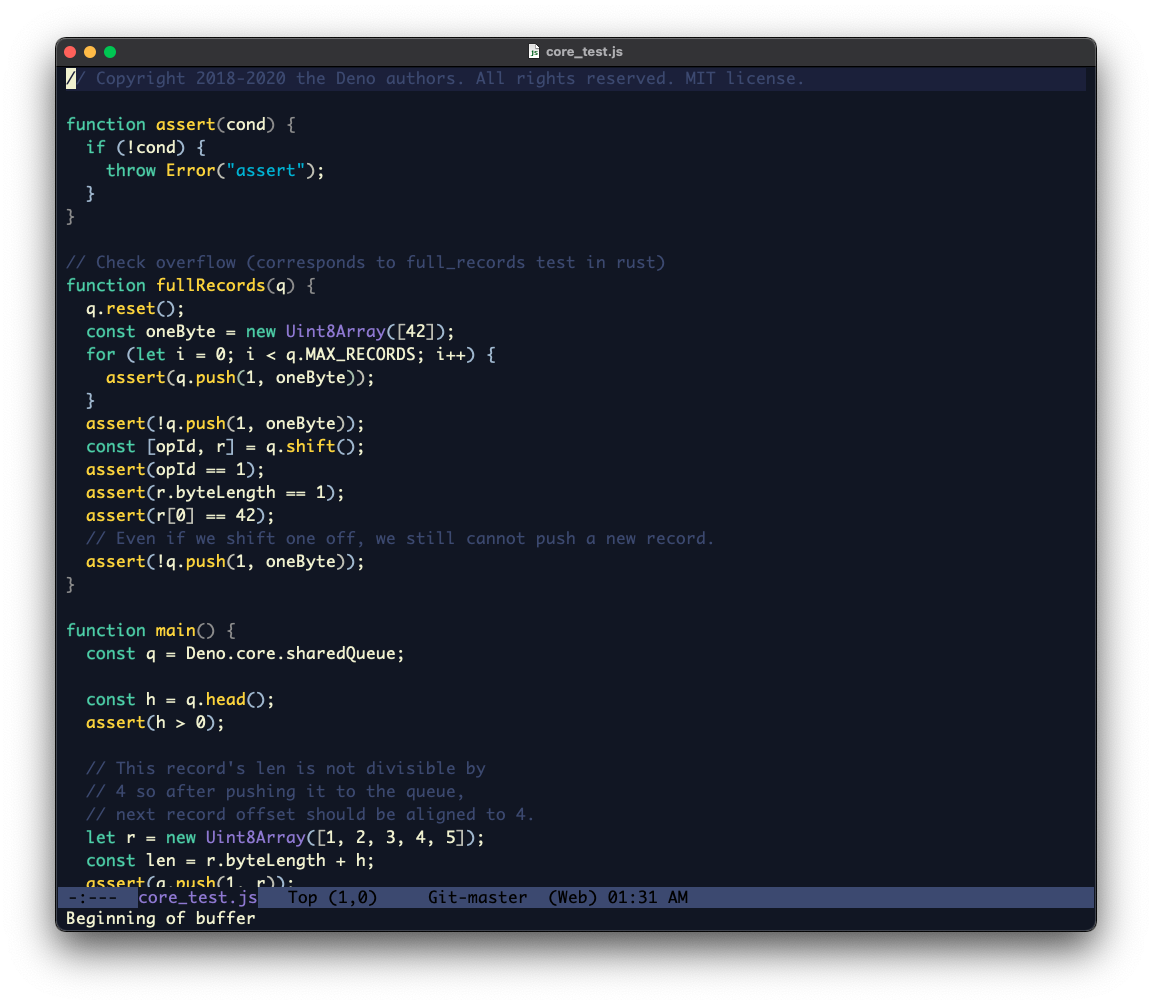 core_test.js
// Copyright 2018-2020 the Deno authors. All rights reserved. MIT license.

function assert(cond) {
  if (!cond) {
    throw Error("assert");
  }
}

// Check overflow (corresponds to full_records test in rust)
function fullRecords(q) {
  q.reset();
  const oneByte = new Uint8Array([42]);
  for (let i = 0; i < q.MAX_RECORDS; i++) {
    assert(q.push(1, oneByte));
  }
  assert(!q.push(1, oneByte));
  const [opId, r] = q.shift();
  assert(opId == 1);
  assert(r.byteLength == 1);
  assert(r[0] == 42);
  // Even if we shift one off, we still cannot push a new record.
  assert(!q.push(1, oneByte));
}

function main() {
  const q = Deno.core.sharedQueue;

  const h = q.head();
  assert(h > 0);

  // This record's len is not divisible by
  // 4 so after pushing it to the queue,
  // next record offset should be aligned to 4.
  let r = new Uint8Array([1, 2, 3, 4, 5]);
  const len = r.byteLength + h;
  assert(q.push(1, r));
-:---  core_test.js   Top (1,0)     Git-master  (Web) 01:31 AM
Beginning of buffer